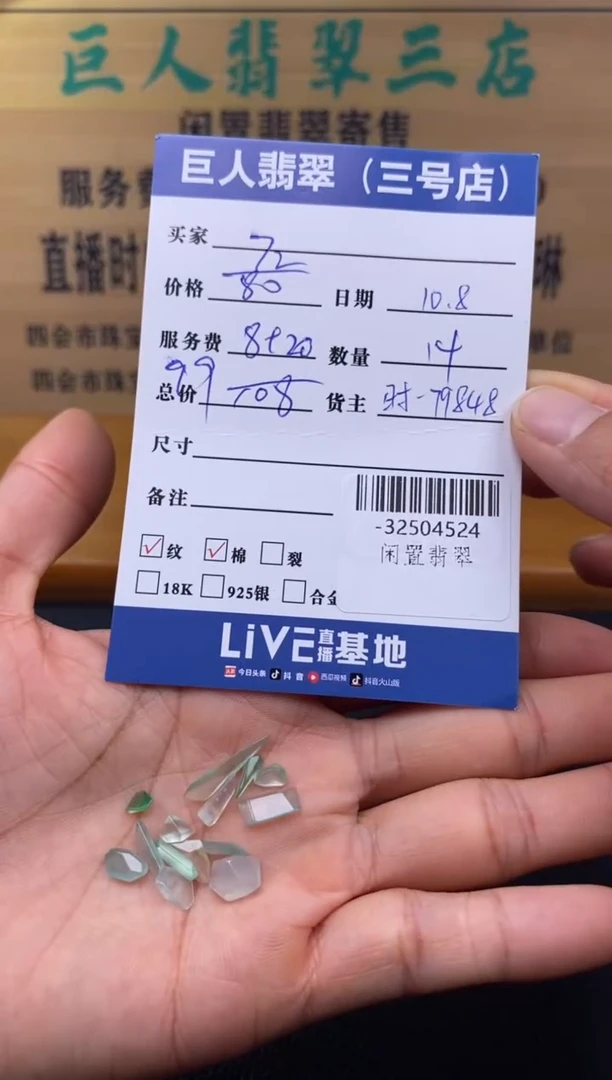 巨人翡翠三店
闲置翡翠寄售
服务费
直播时 琳
四会市珠宝 单位
四会市珠宝
巨人翡翠（三号店）
买家
72
价格 80 日期 10.8
服务费 8+20 数量 14
99
总价 108 货主 -79848
尺寸
备注
-32504524
闲置翡翠
☑纹 ☑棉 ☐裂
☐18K ☐925银 ☐合金
LiVE直播基地
今日头条 抖音 西瓜视频 抖音火山版